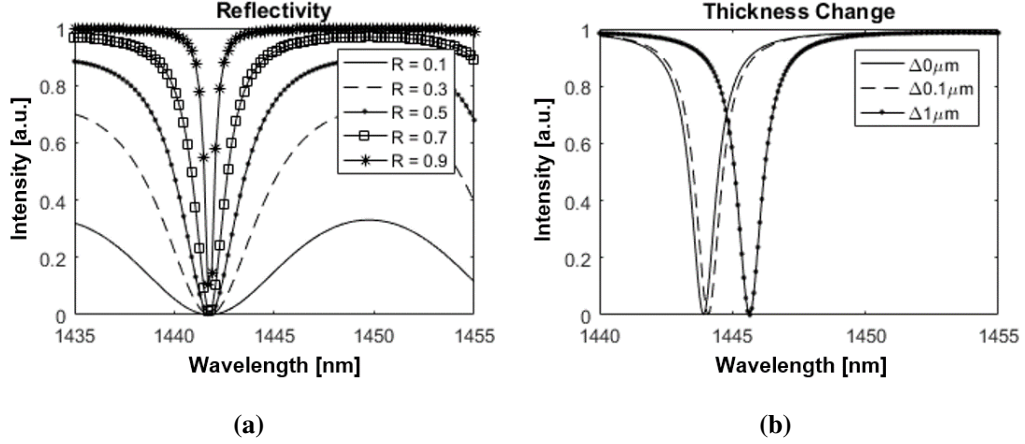 Reflectivity
1
0.8
0.6
0.4
0.2
0
1435
1440
1445
1450
1455
Intensity [a.u.]
Wavelength [nm]
R = 0.1
R = 0.3
R = 0.5
R = 0.7
R = 0.9
(a)
Thickness Change
1
0.8
0.6
0.4
0.2
0
1440
1445
1450
1455
Intensity [a.u.]
Wavelength [nm]
Δ0μm
Δ0.1μm
Δ1μm
(b)